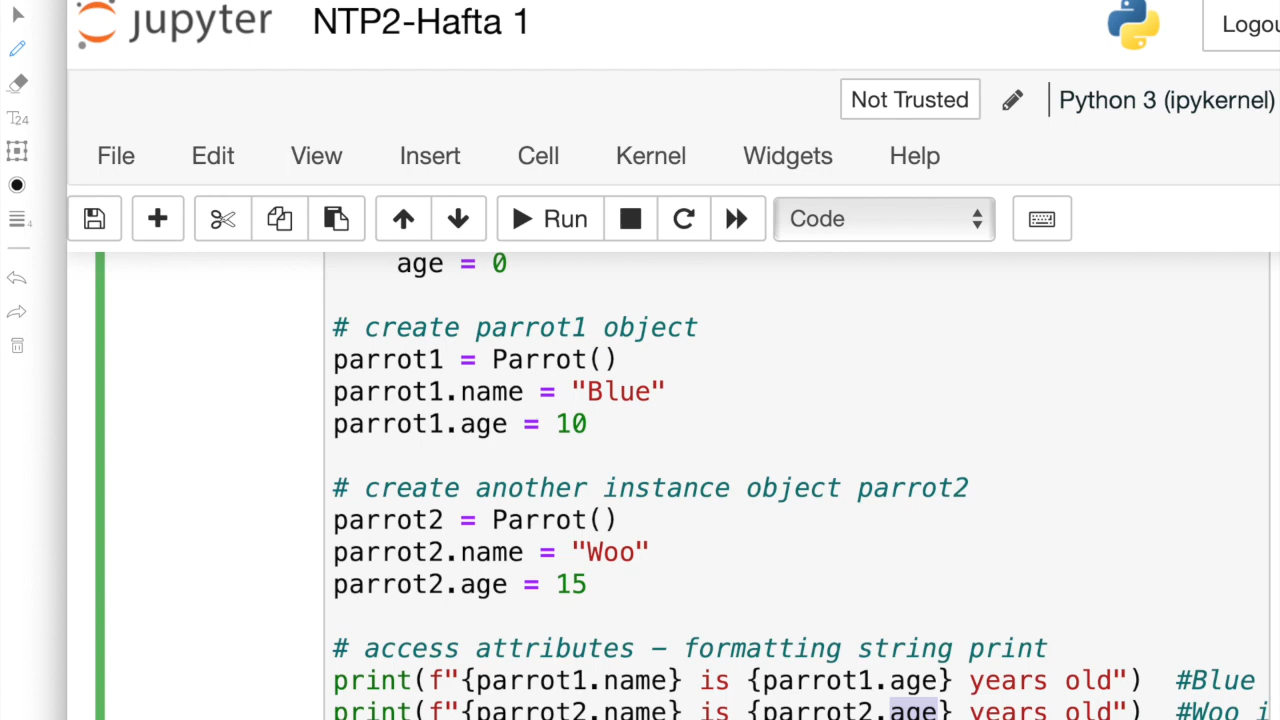 jupyter NTP2-Hafta 1
Logou
Not Trusted Python 3 (ipykernel)
File Edit View Insert Cell Kernel Widgets Help
Run Code
T24
4
age = 0
# create parrot1 object
parrot1 = Parrot()
parrot1.name = "Blue"
parrot1.age = 10
# create another instance object parrot2
parrot2 = Parrot()
parrot2.name = "Woo"
parrot2.age = 15
# access attributes - formatting string print
print(f"{parrot1.name} is {parrot1.age} years old") #Blue
print(f"{parrot2.name} is {parrot2.age} years old") #Woo i